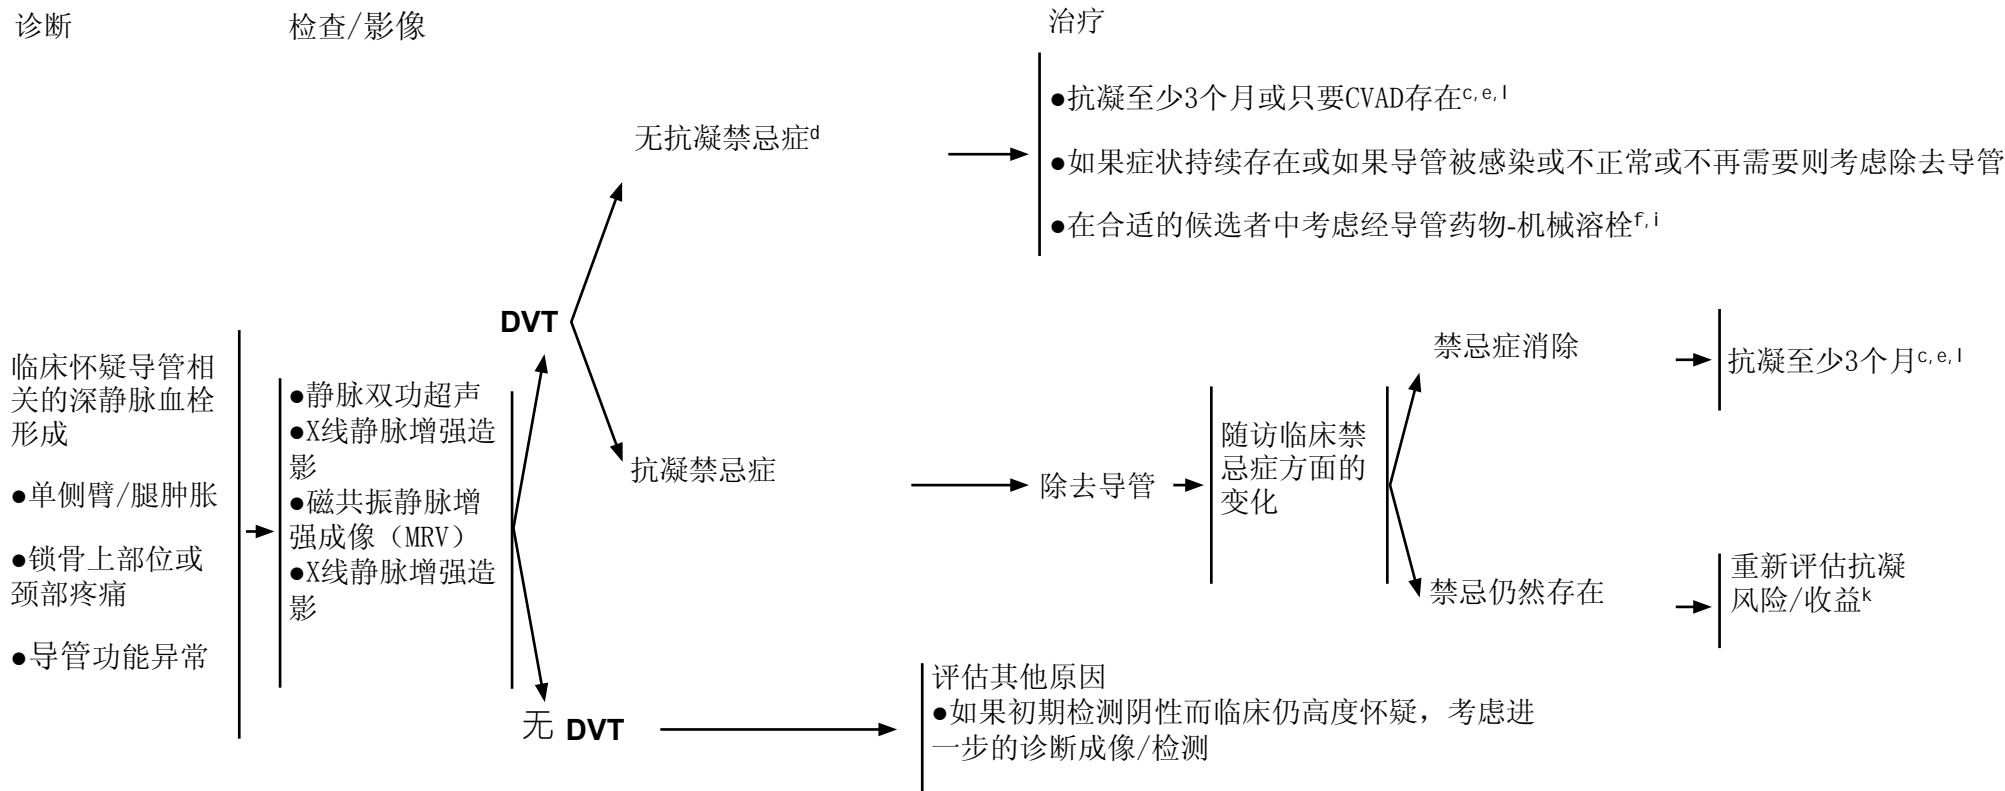 诊断
检查/影像
治疗
临床怀疑导管相
关的深静脉血栓
形成
●单侧臂/腿肿胀
●锁骨上部位或
颈部疼痛
●导管功能异常
●静脉双功超声
●X线静脉增强造
影
●磁共振静脉增
强成像（MRV）
●X线静脉增强造
影
DVT
无抗凝禁忌症d
●抗凝至少3个月或只要CVAD存在c,e,l
●如果症状持续存在或如果导管被感染或不正常或不再需要则考虑除去导管
●在合适的候选者中考虑经导管药物-机械溶栓f,i
抗凝禁忌症
除去导管
随访临床禁
忌症方面的
变化
禁忌症消除
抗凝至少3个月c,e,l
禁忌仍然存在
重新评估抗凝
风险/收益k
无 DVT
评估其他原因
●如果初期检测阴性而临床仍高度怀疑，考虑进
一步的诊断成像/检测